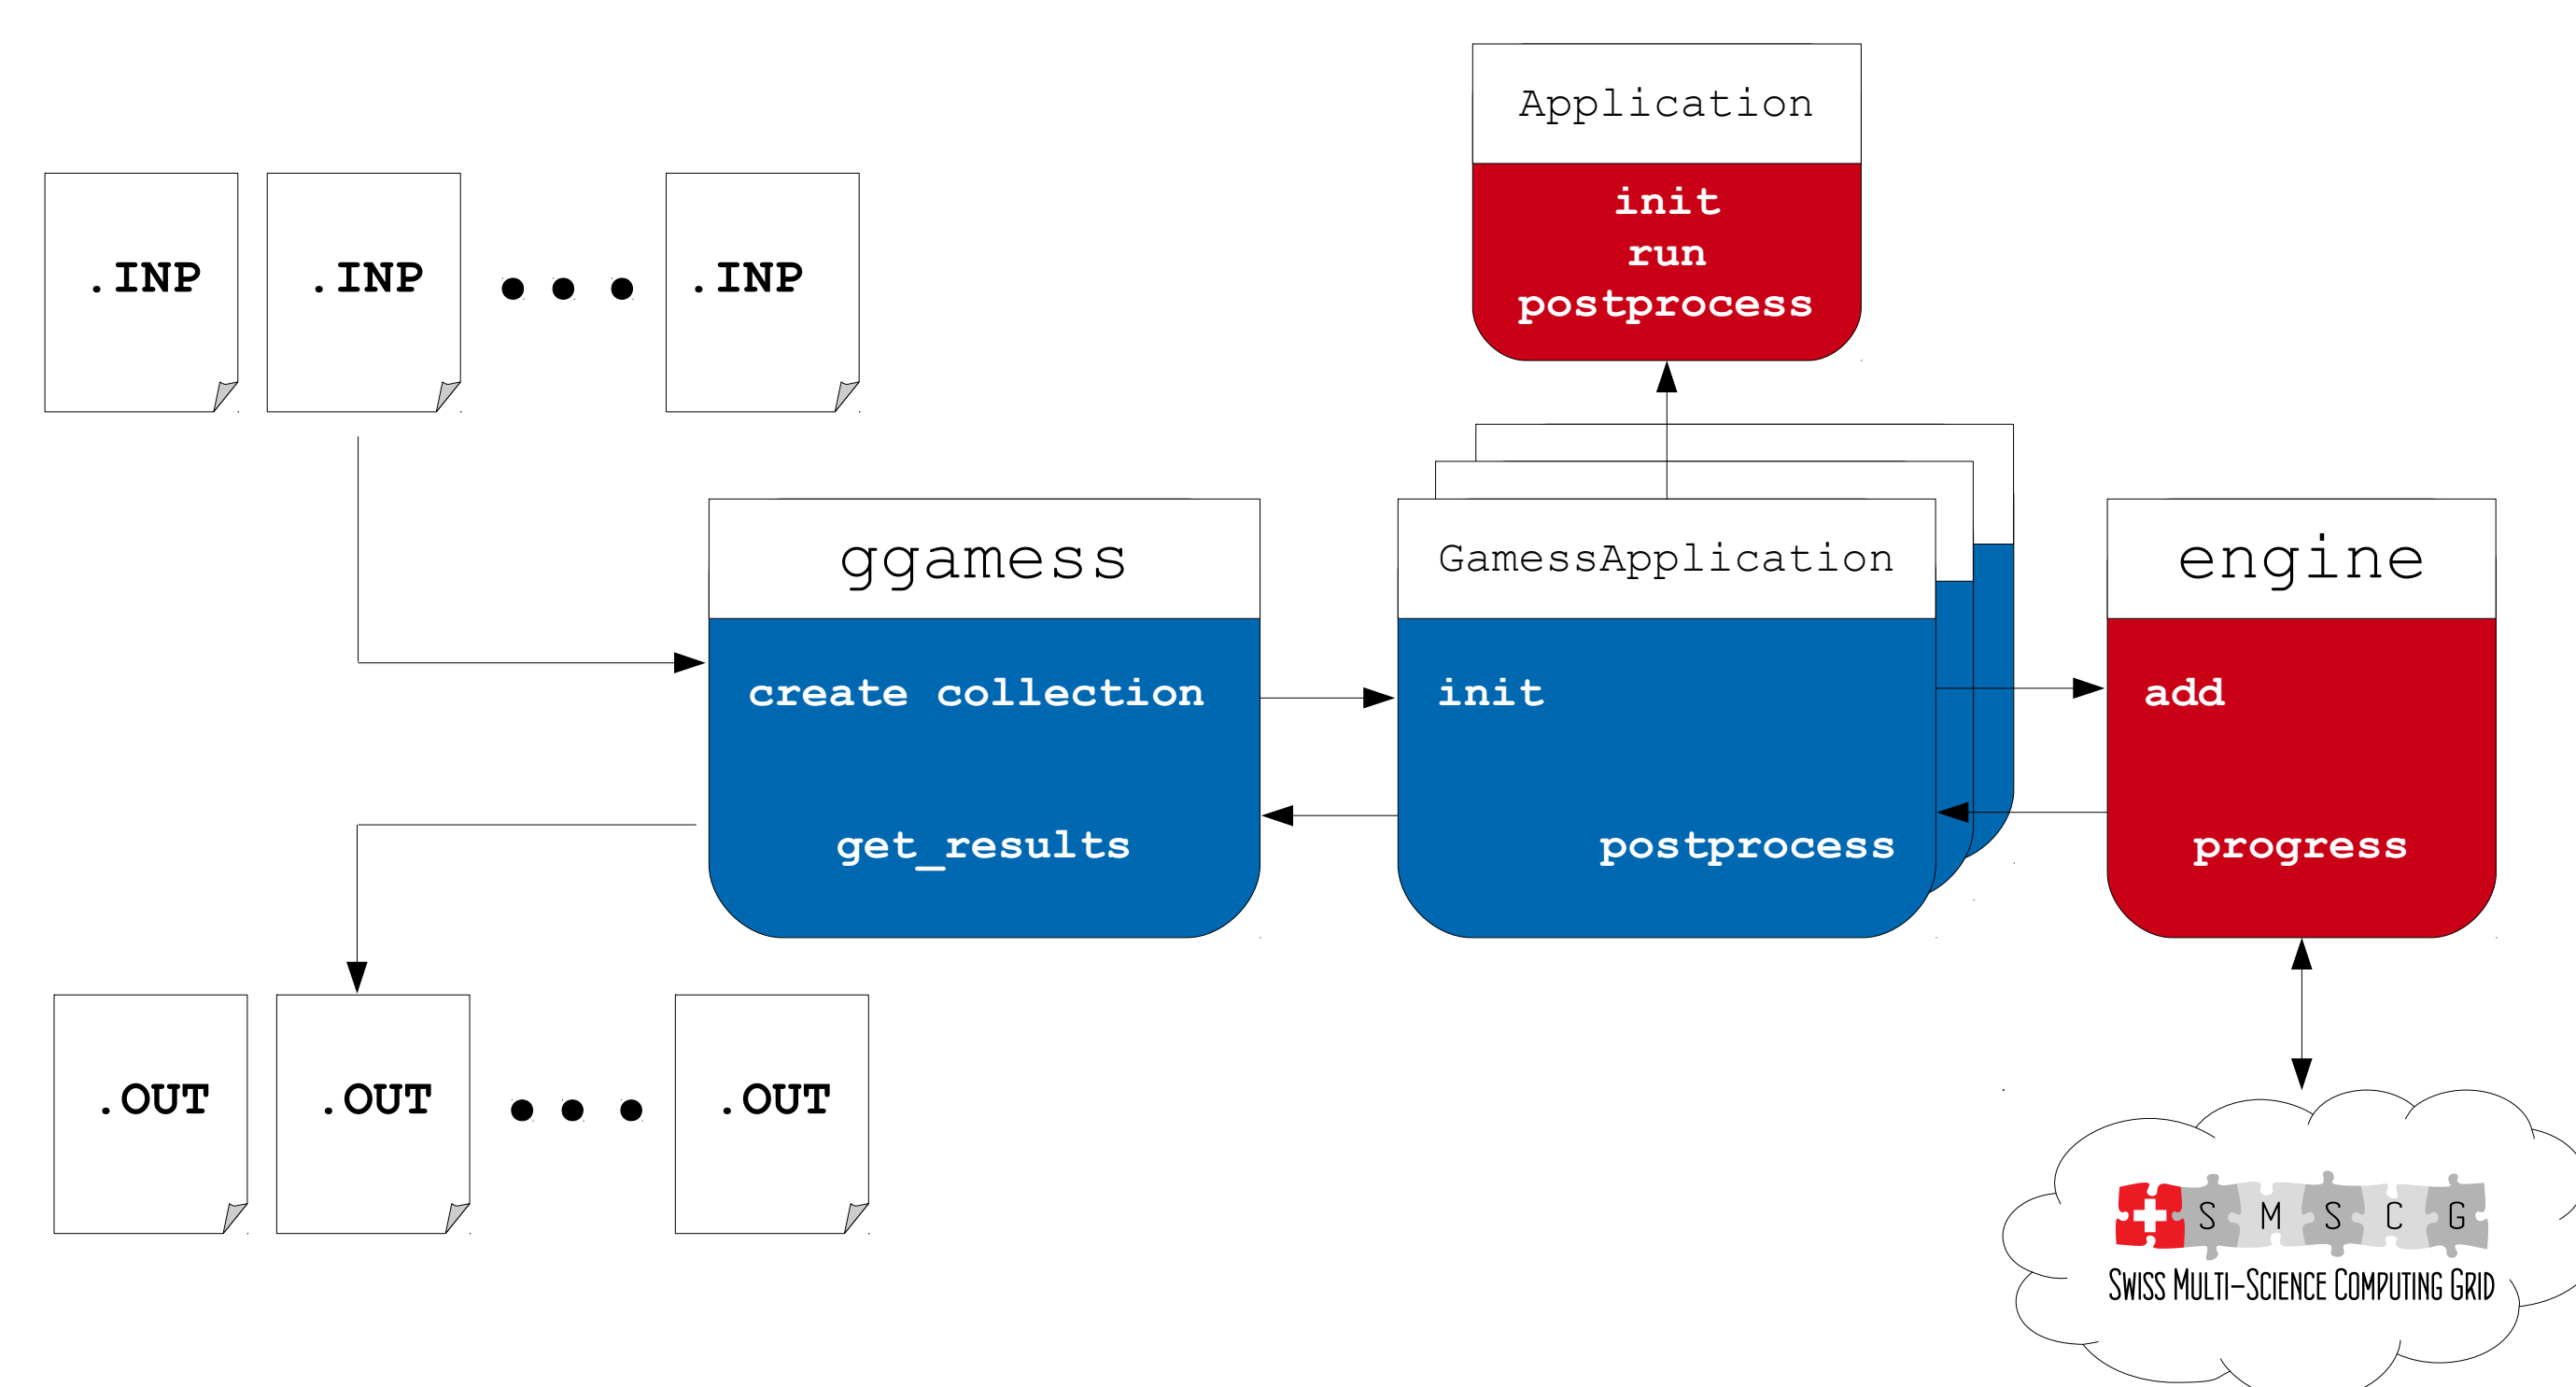 Application
init
run
postprocess
.INP
.INP
.INP
ggamess
create collection
get_results
GamessApplication
init
postprocess
engine
add
progress
.OUT
.OUT
.OUT
S M S C G
Swiss Multi-Science Computing Grid